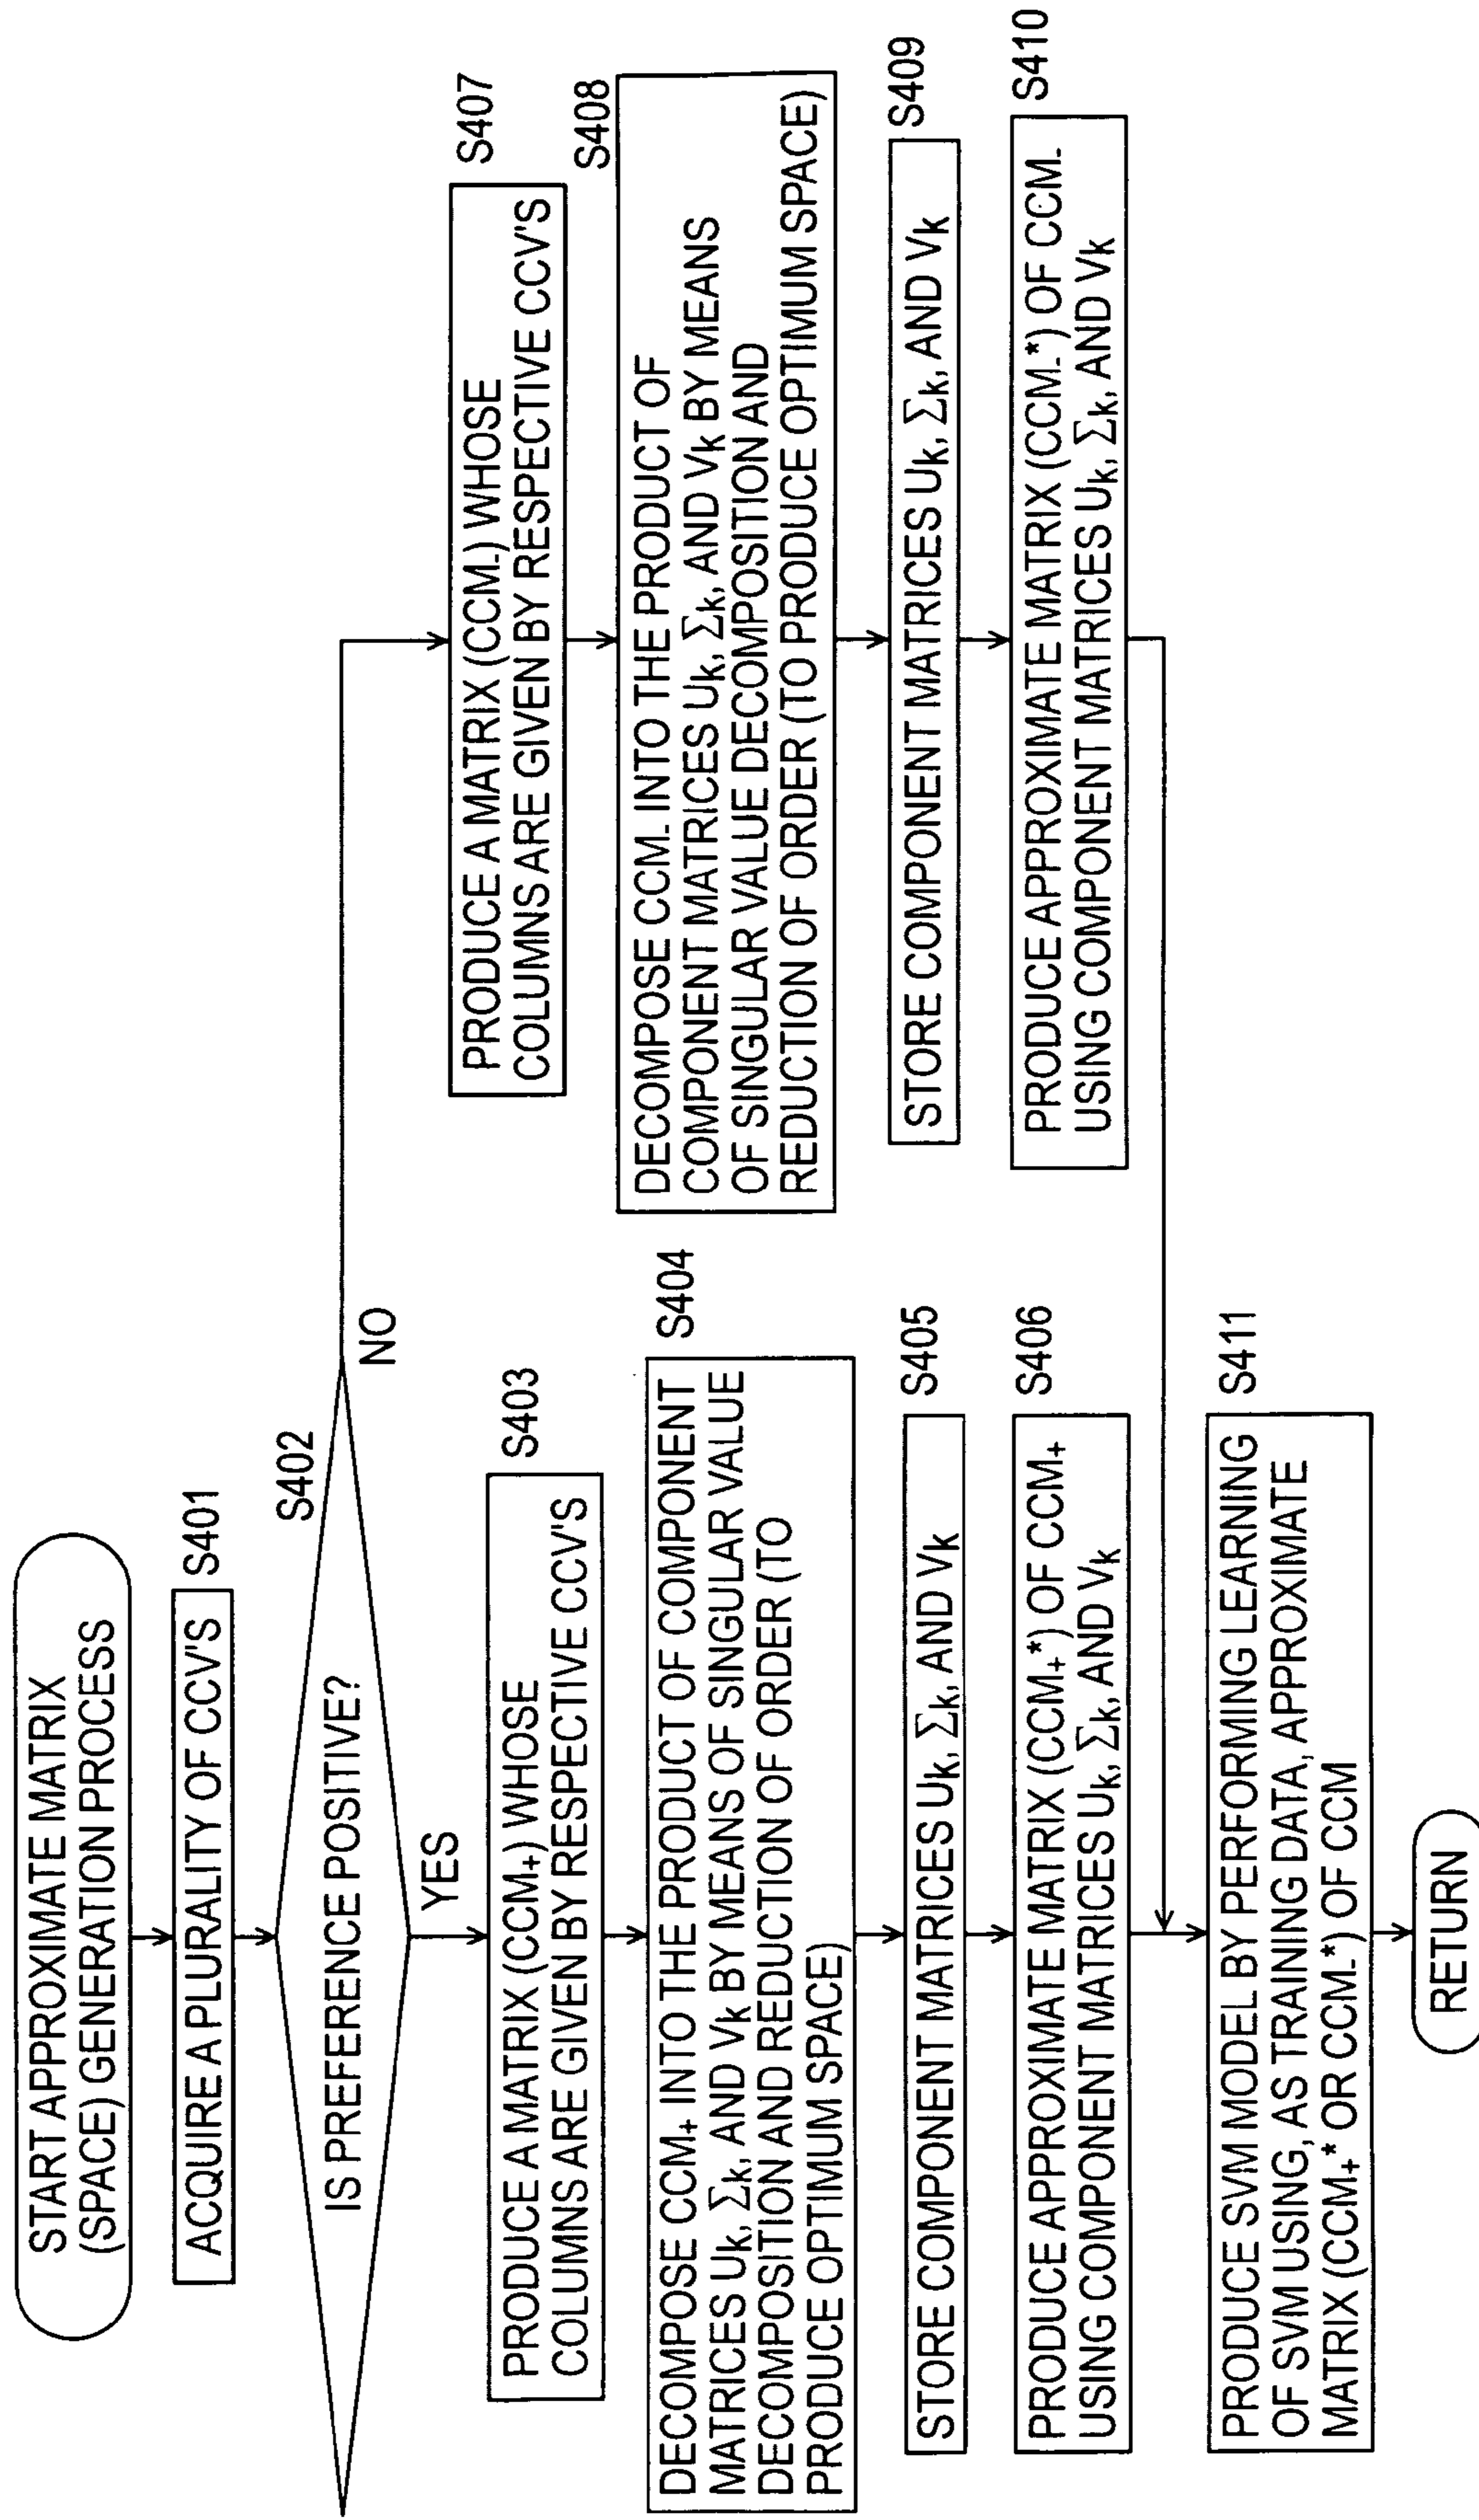 START APPROXIMATE MATRIX
(SPACE) GENERATION PROCESS
S401
ACQUIRE A PLURALITY OF CCV'S
S402
IS PREFERENCE POSITIVE?
NO
YES
S403
PRODUCE A MATRIX (CCM₊) WHOSE
COLUMNS ARE GIVEN BY RESPECTIVE CCV'S
S404
DECOMPOSE CCM₊ INTO THE PRODUCT OF COMPONENT
MATRICES Uk, Σk, AND Vk BY MEANS OF SINGULAR VALUE
DECOMPOSITION AND REDUCTION OF ORDER (TO
PRODUCE OPTIMUM SPACE)
S405
STORE COMPONENT MATRICES Uk, Σk, AND Vk
S406
PRODUCE APPROXIMATE MATRIX (CCM₊*) OF CCM₊
USING COMPONENT MATRICES Uk, Σk, AND Vk
S407
PRODUCE A MATRIX (CCM₋) WHOSE
COLUMNS ARE GIVEN BY RESPECTIVE CCV'S
S408
DECOMPOSE CCM₋ INTO THE PRODUCT OF
COMPONENT MATRICES Uk, Σk, AND Vk BY MEANS
OF SINGULAR VALUE DECOMPOSITION AND
REDUCTION OF ORDER (TO PRODUCE OPTIMUM SPACE)
S409
STORE COMPONENT MATRICES Uk, Σk, AND Vk
S410
PRODUCE APPROXIMATE MATRIX (CCM₋*) OF CCM₋
USING COMPONENT MATRICES Uk, Σk, AND Vk
S411
PRODUCE SVM MODEL BY PERFORMING LEARNING
OF SVM USING, AS TRAINING DATA, APPROXIMATE
MATRIX (CCM₊* OR CCM₋*) OF CCM
RETURN